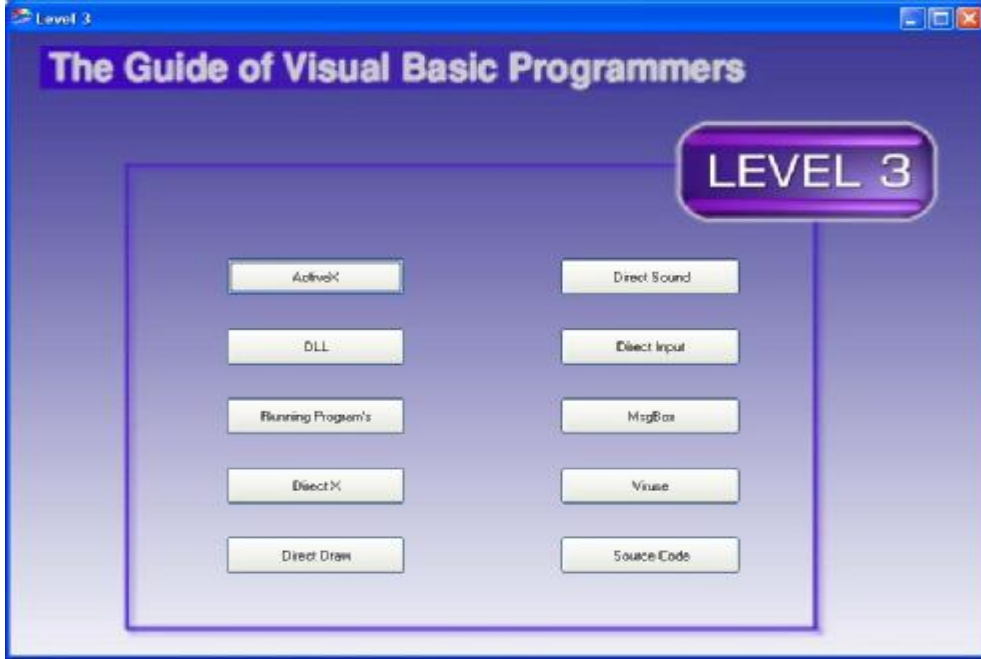 Level 3
The Guide of Visual Basic Programmers
LEVEL 3
ActiveX
Direct Sound
DLL
Direct Input
Running Program's
MsgBox
Direct X
Viruse
Direct Draw
Source Code